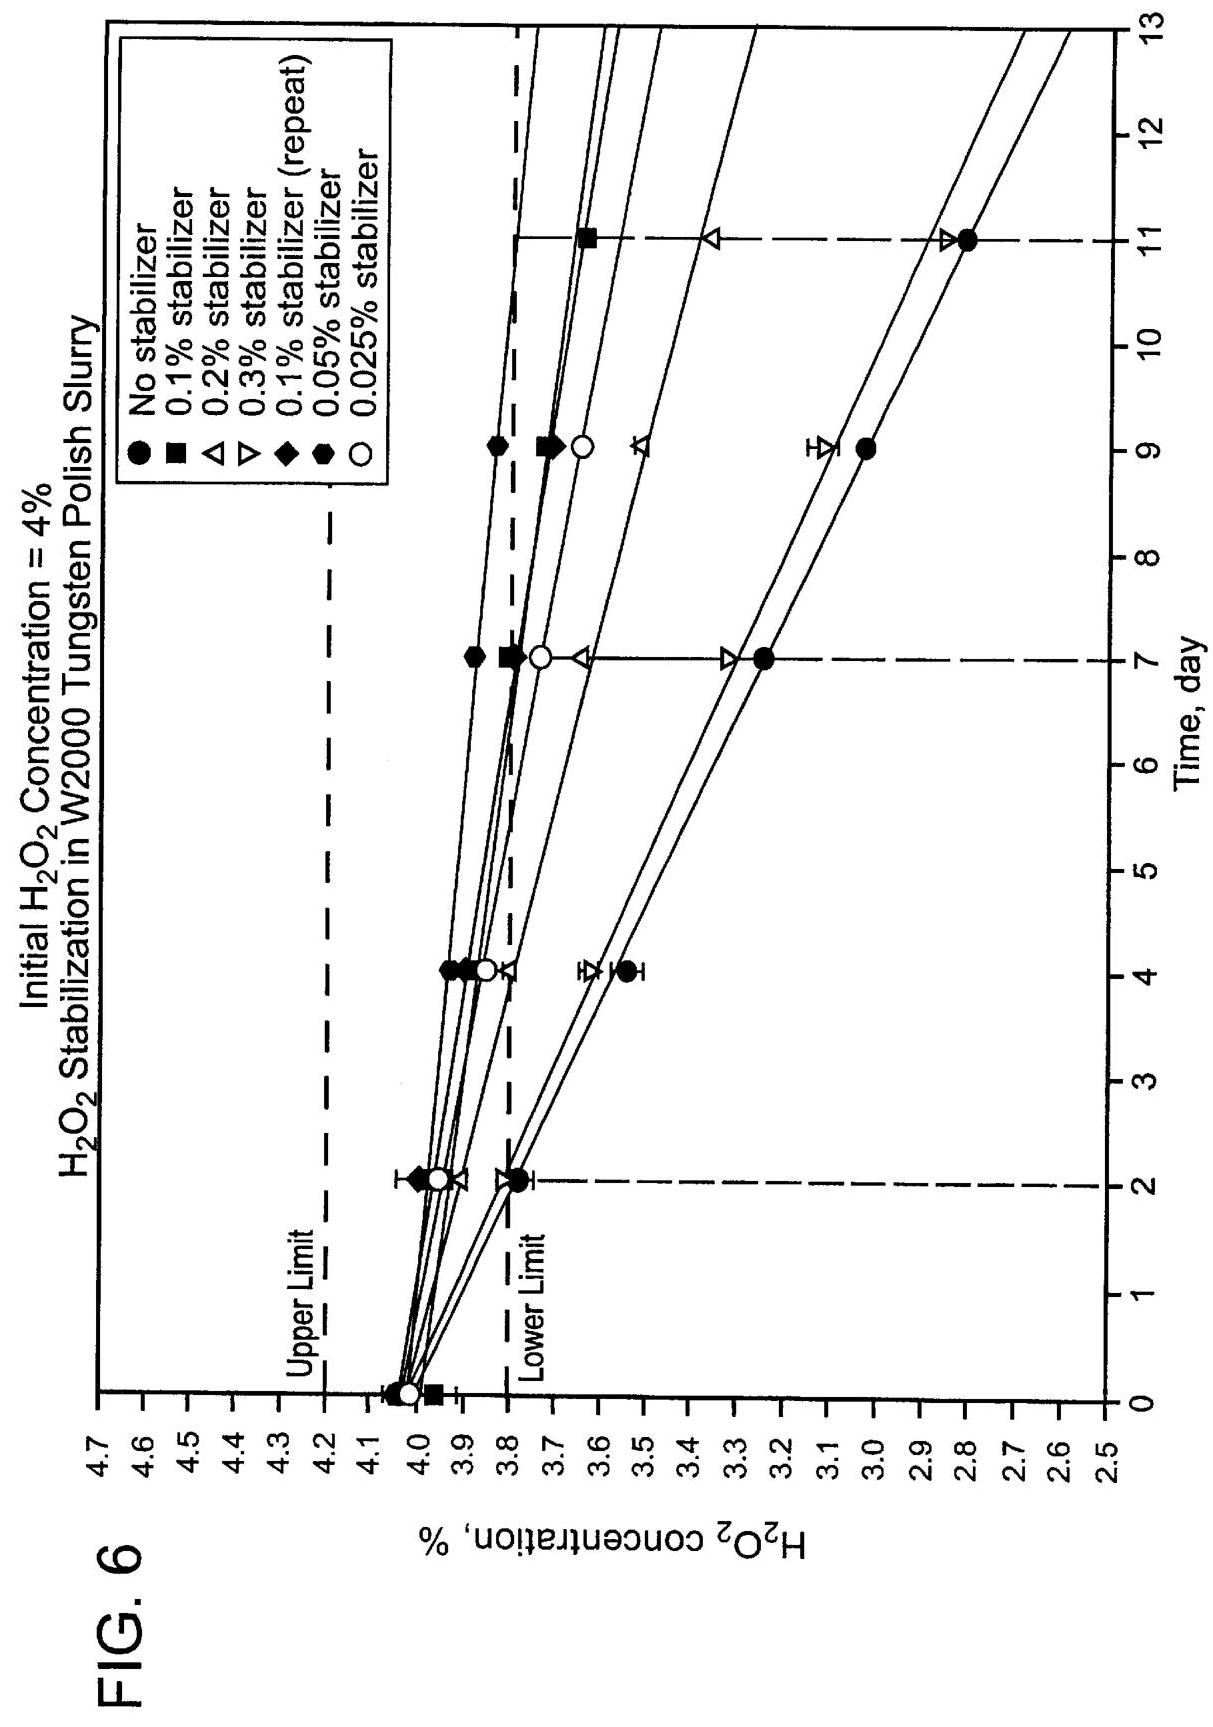 FIG. 6
Initial H₂O₂ Concentration = 4%
H₂O₂ Stabilization in W2000 Tungsten Polish Slurry
H₂O₂ concentration, %
4.7
4.6
4.5
4.4
4.3
4.2
4.1
4.0
3.9
3.8
3.7
3.6
3.5
3.4
3.3
3.2
3.1
3.0
2.9
2.8
2.7
2.6
2.5
Upper Limit
Lower Limit
No stabilizer
0.1% stabilizer
0.2% stabilizer
0.3% stabilizer
0.1% stabilizer (repeat)
0.05% stabilizer
0.025% stabilizer
0 1 2 3 4 5 6 7 8 9 10 11 12 13
Time, day